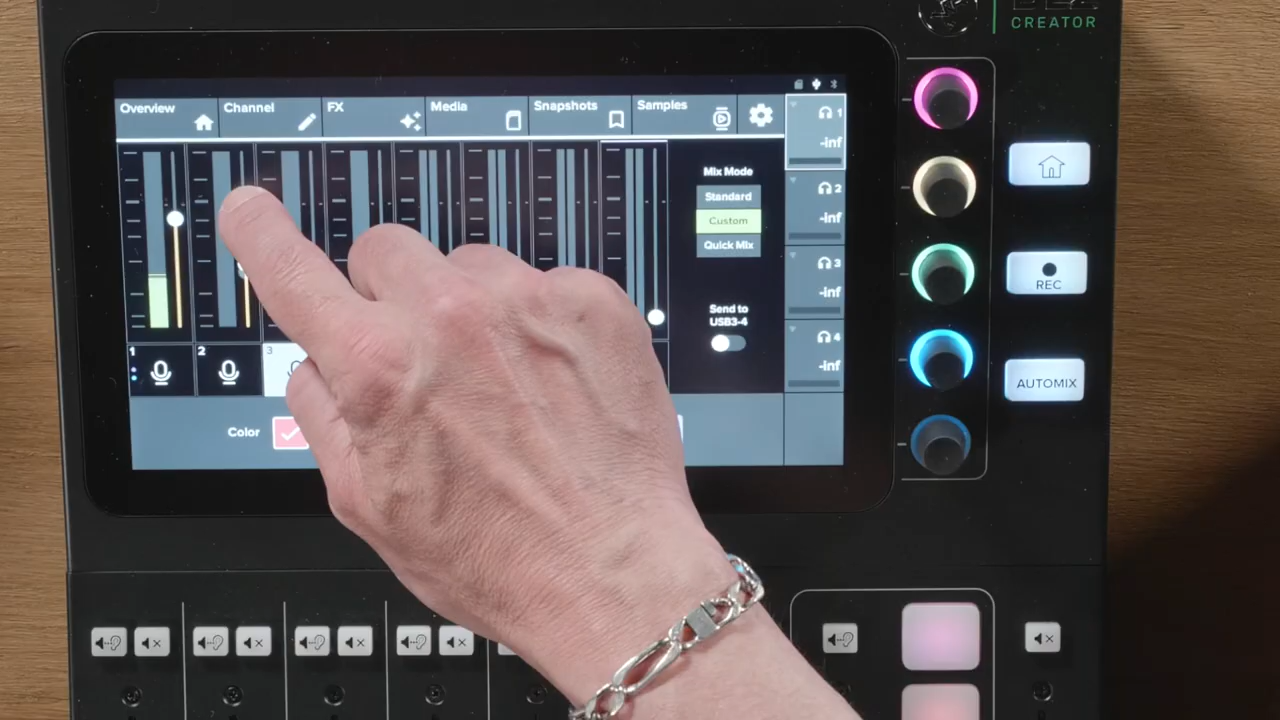 CREATOR
Overview
Channel
FX
Media
Snapshots
Samples
1
-inf
2
-inf
3
-inf
4
-inf
Mix Mode
Standard
Custom
Quick Mix
Send to
USB3-4
1
2
3
Color
REC
AUTOMIX